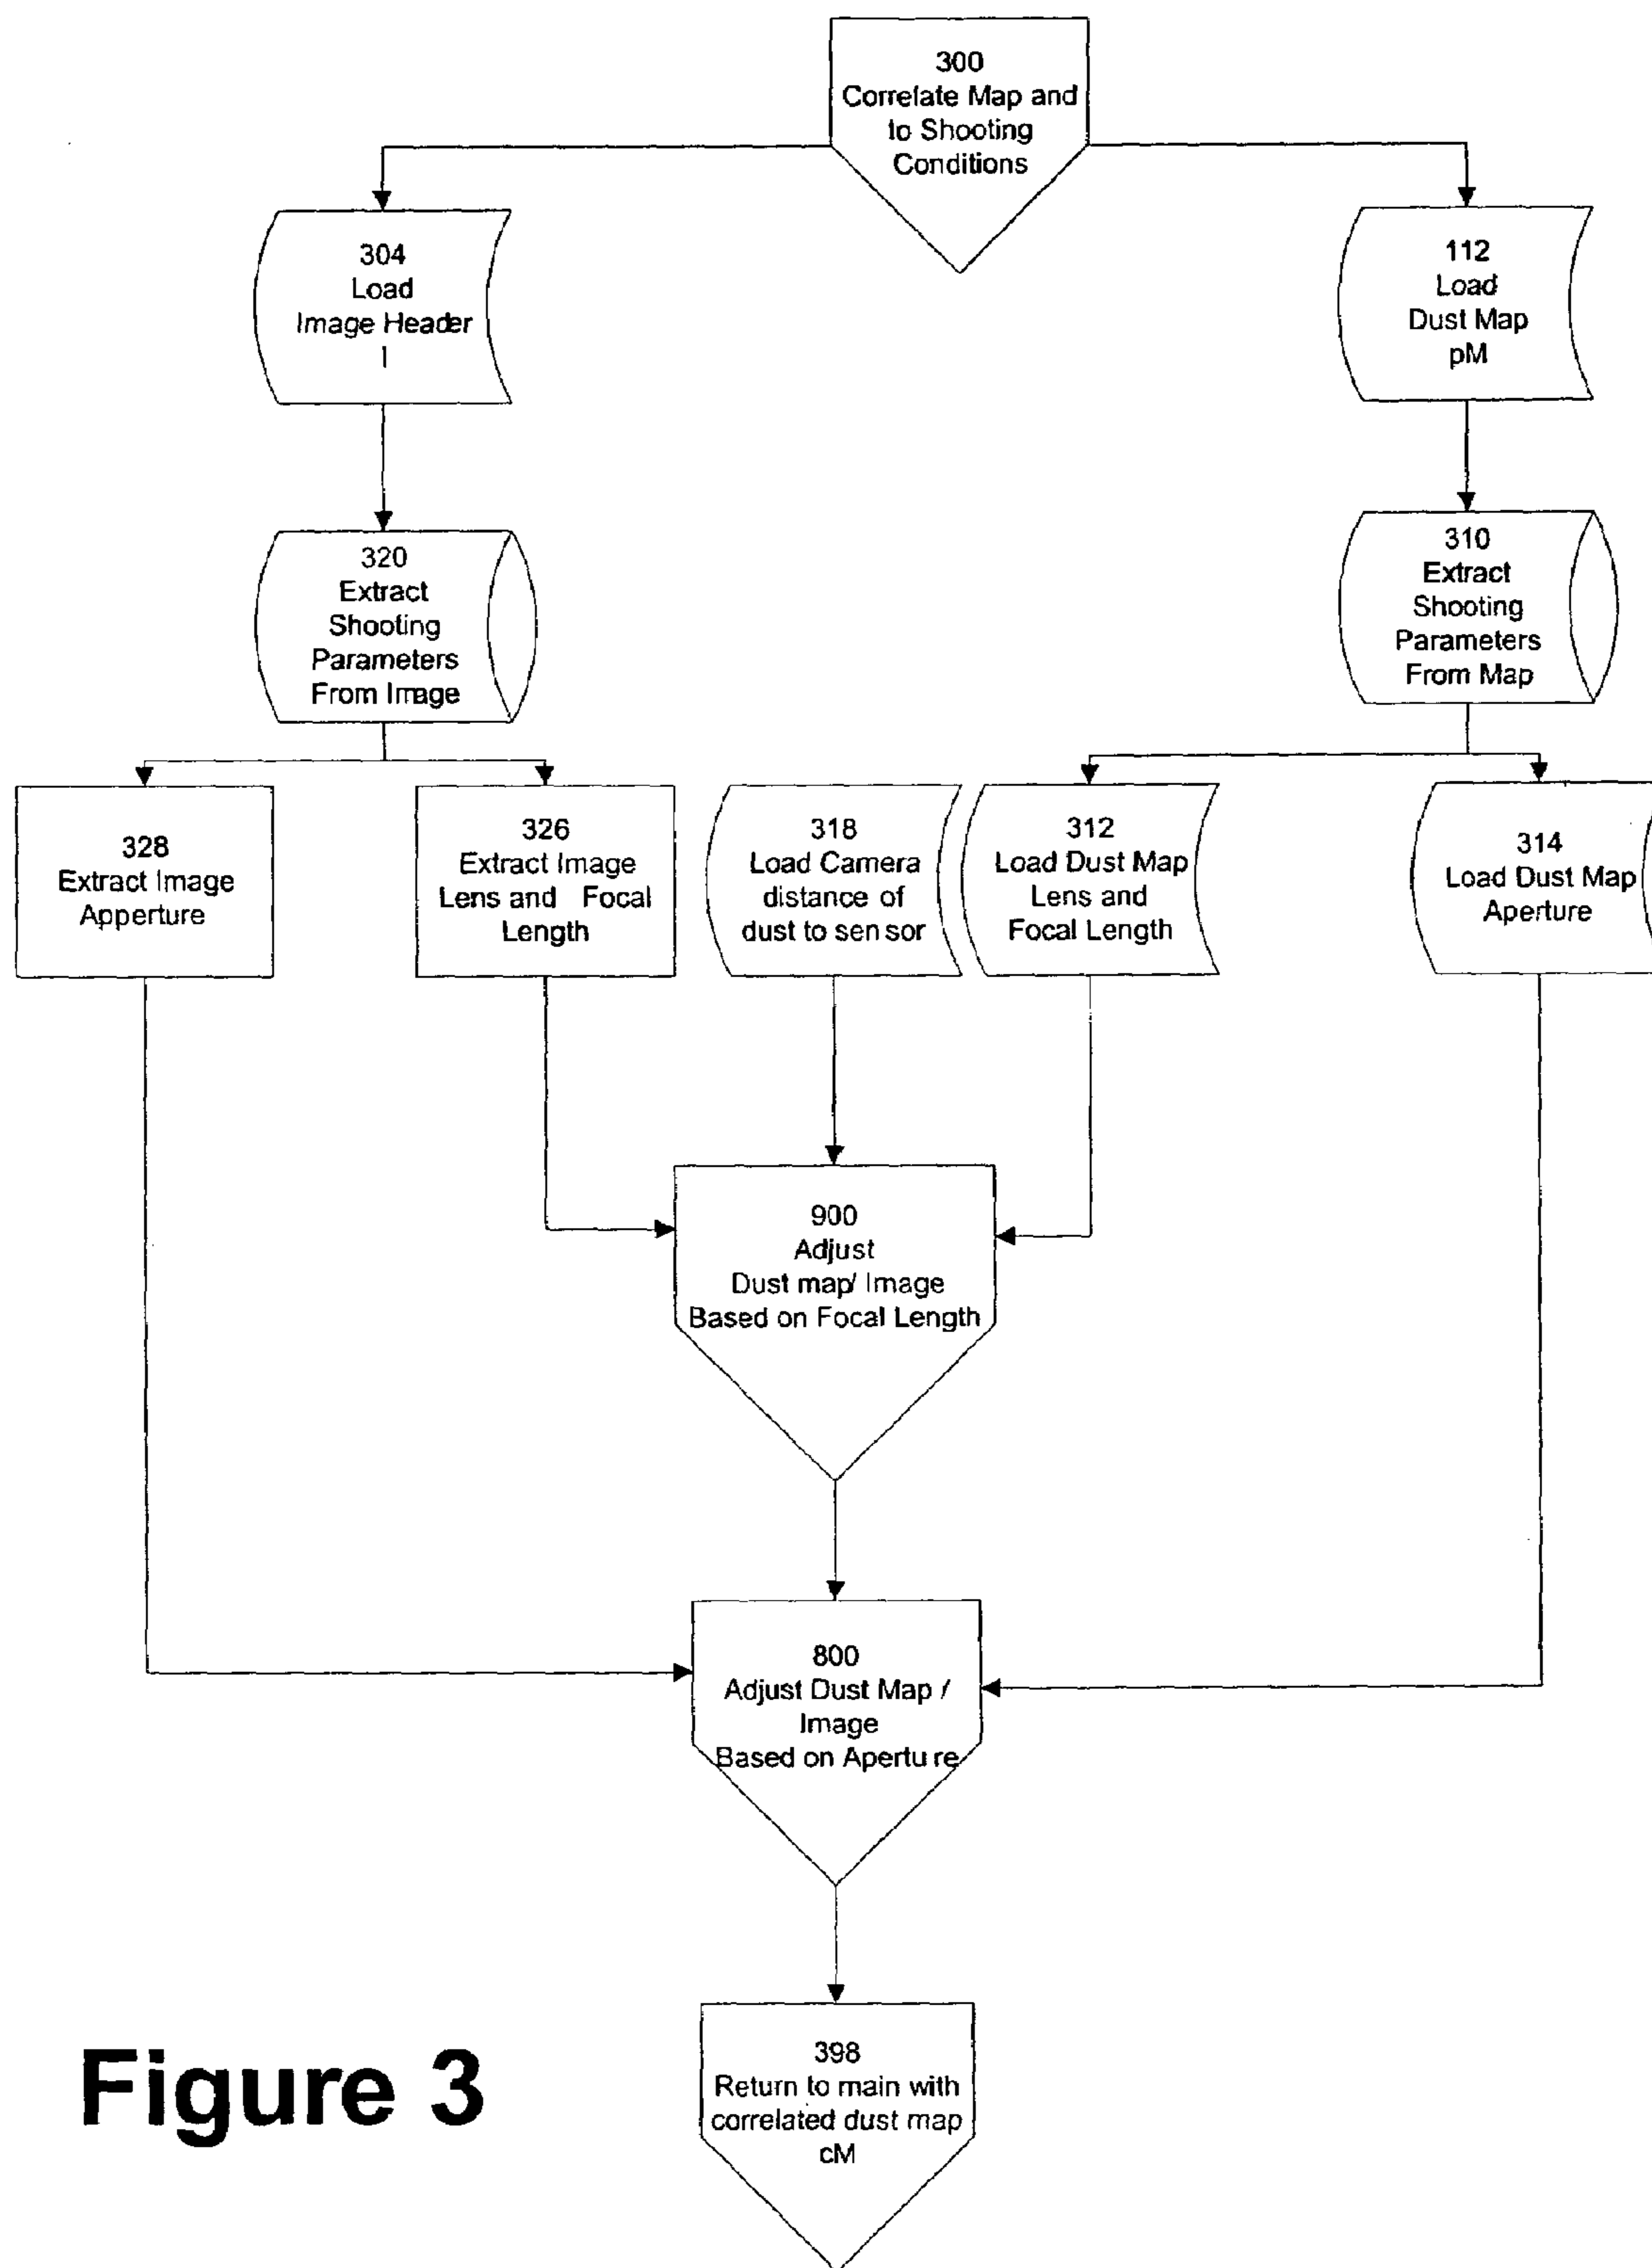 300
Correlate Map and
to Shooting
Conditions
304
Load
Image Header
I
112
Load
Dust Map
pM
320
Extract
Shooting
Parameters
From Image
310
Extract
Shooting
Parameters
From Map
328
Extract Image
Apperture
326
Extract Image
Lens and Focal
Length
318
Load Camera
distance of
dust to sensor
312
Load Dust Map
Lens and
Focal Length
314
Load Dust Map
Aperture
900
Adjust
Dust map/ Image
Based on Focal Length
800
Adjust Dust Map /
Image
Based on Aperture
398
Return to main with
correlated dust map
cM
Figure 3